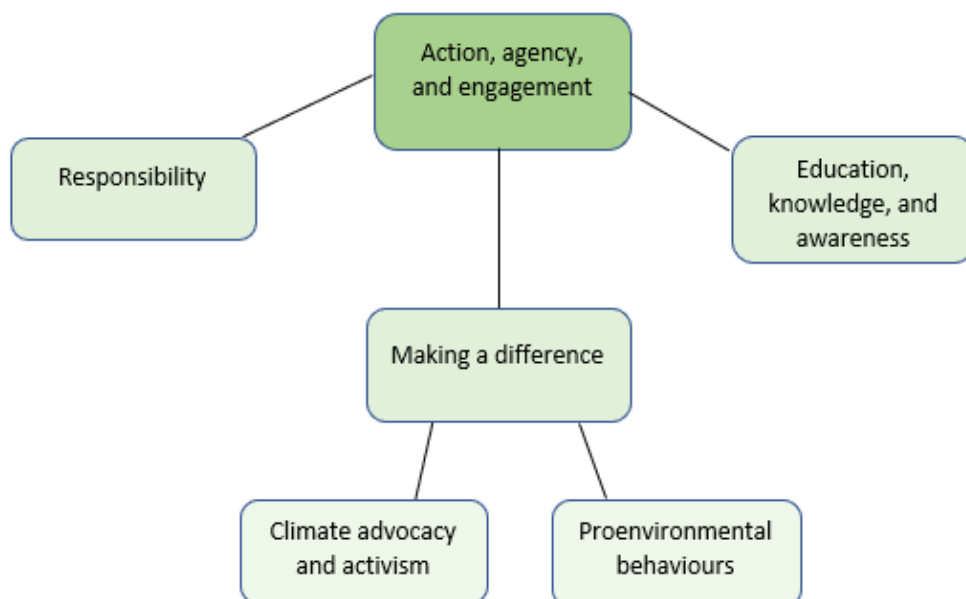 Action, agency,
and engagement
Responsibility
Education,
knowledge, and
awareness
Making a difference
Climate advocacy
and activism
Proenvironmental
behaviours